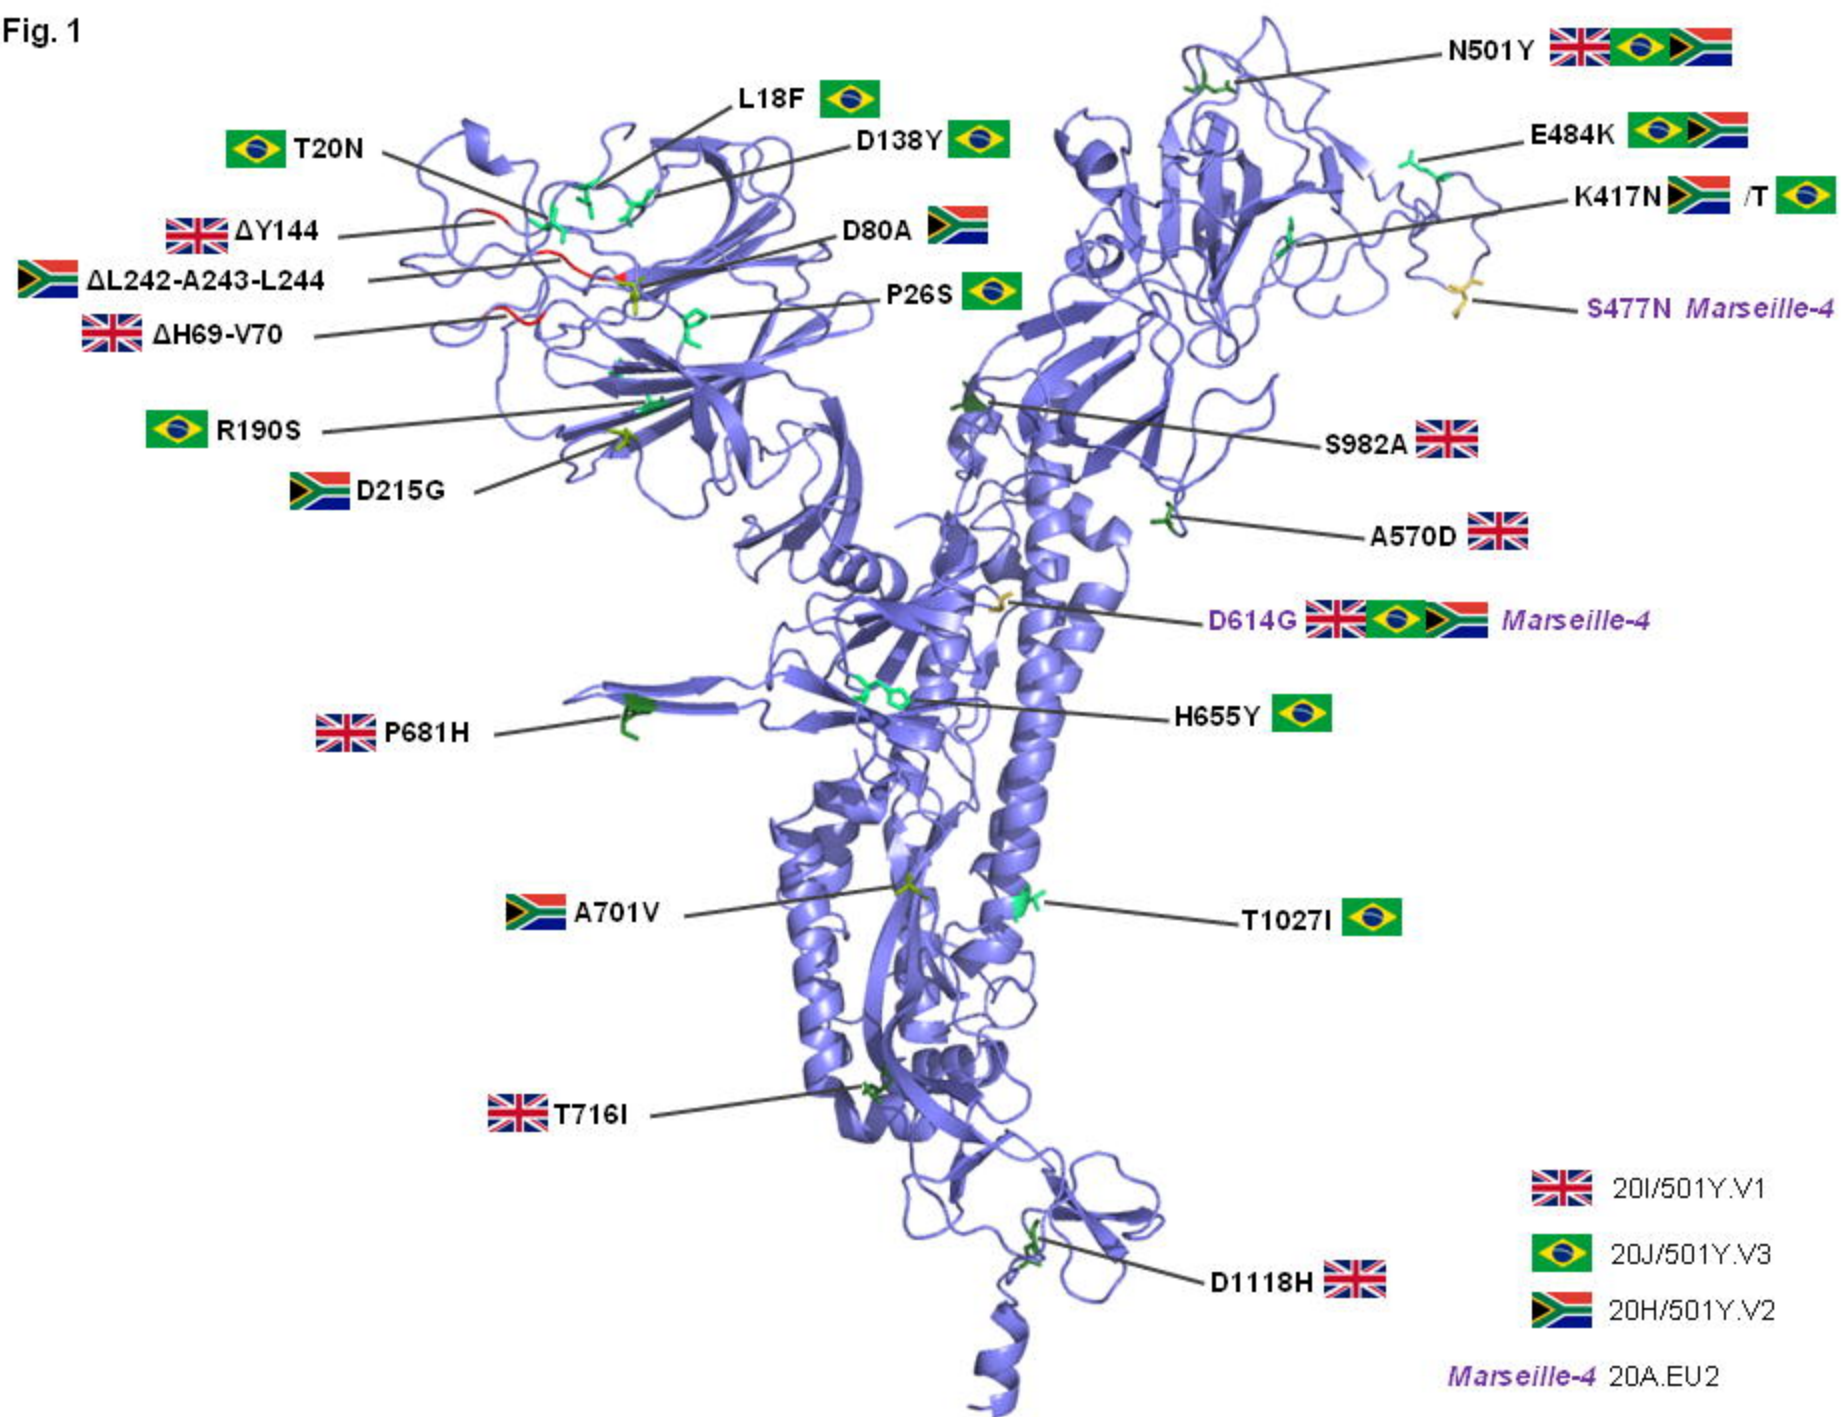 Fig. 1
N501Y
L18F
E484K
D138Y
T20N
K417N /T
ΔY144
D80A
ΔL242-A243-L244
P26S
S477N Marseille-4
ΔH69-V70
R190S
S982A
D215G
A570D
D614G Marseille-4
H655Y
P681H
A701V
T1027I
T716I
20I/501Y.V1
20J/501Y.V3
D1118H
20H/501Y.V2
Marseille-4 20A.EU2